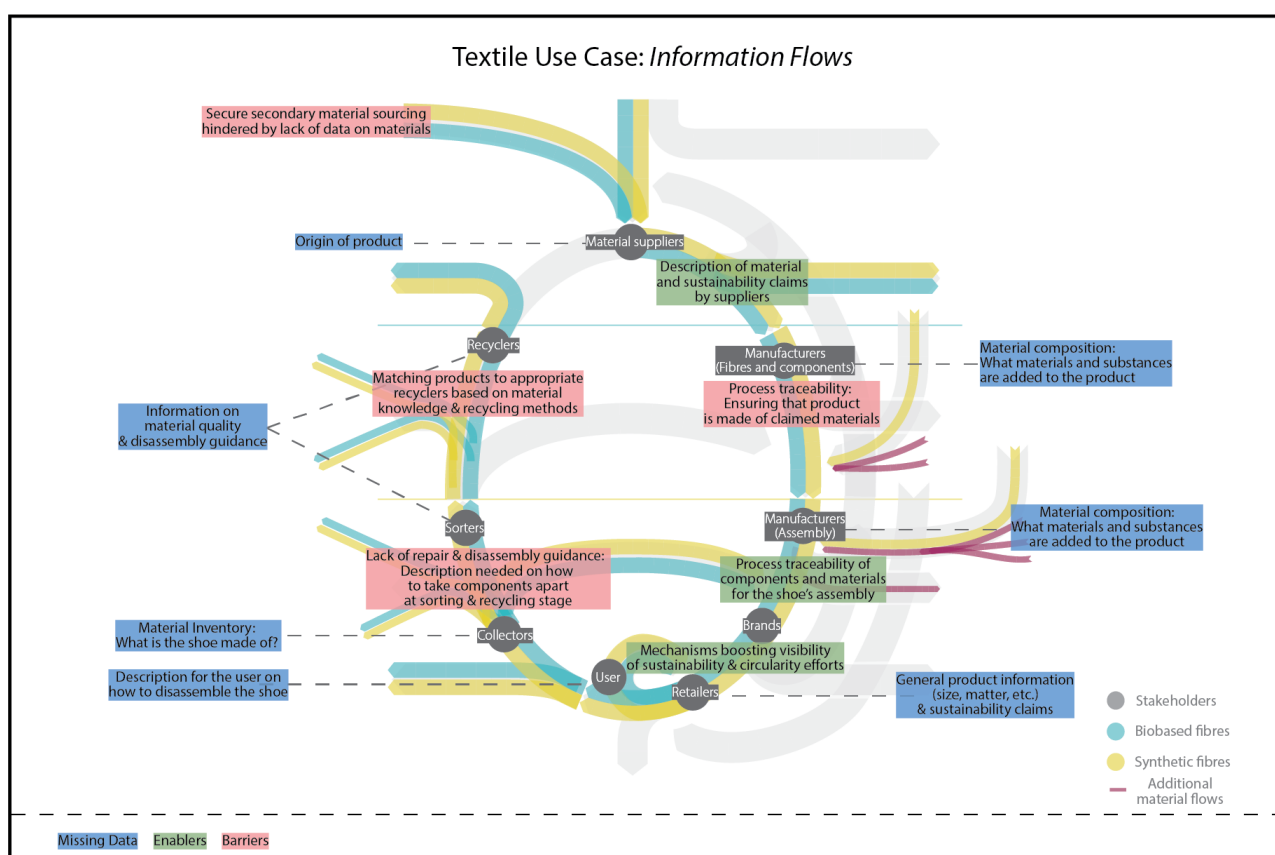 Textile Use Case: Information Flows
Secure secondary material sourcing
hindered by lack of data on materials
Origin of product
Material suppliers
Description of material
and sustainability claims
by suppliers
Recyclers
Manufacturers
(Fibres and components)
Material composition:
What materials and substances
are added to the product
Matching products to appropriate
recyclers based on material
knowledge & recycling methods
Process traceability:
Ensuring that product
is made of claimed materials
Information on
material quality
& disassembly guidance
Sorters
Manufacturers
(Assembly)
Material composition:
What materials and substances
are added to the product
Lack of repair & disassembly guidance:
Description needed on how
to take components apart
at sorting & recycling stage
Process traceability of
components and materials
for the shoe's assembly
Material Inventory:
What is the shoe made of?
Collectors
Brands
Mechanisms boosting visibility
of sustainability & circularity efforts
Description for the user on
how to disassemble the shoe
User
Retailers
General product information
(size, matter, etc.)
& sustainability claims
Stakeholders
Biobased fibres
Synthetic fibres
Additional
material flows
Missing Data
Enablers
Barriers